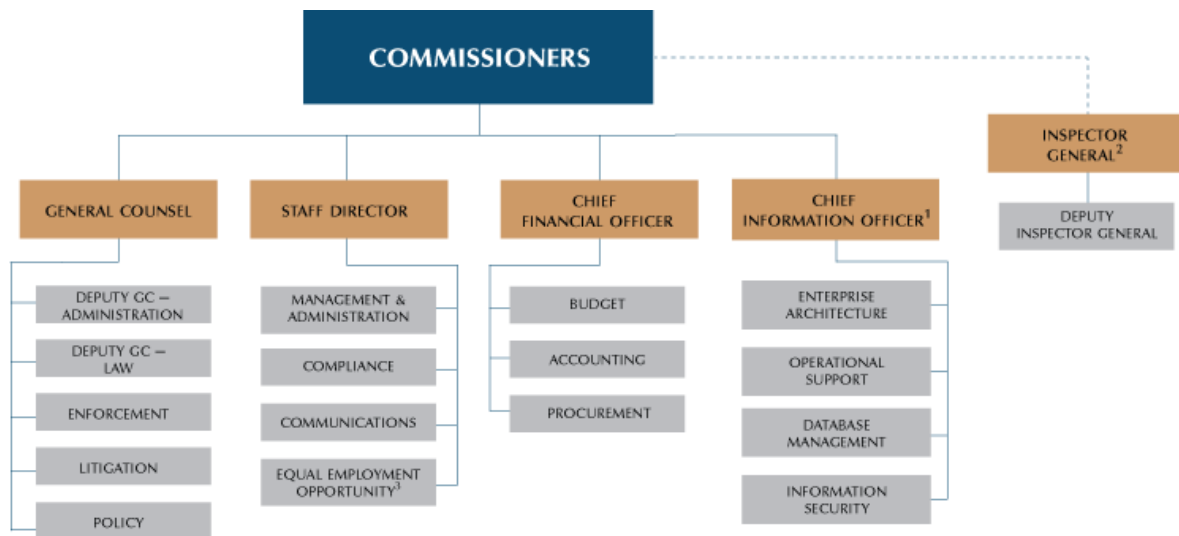 COMMISSIONERS
INSPECTOR
GENERAL²
DEPUTY
INSPECTOR GENERAL
GENERAL COUNSEL
DEPUTY GC —
ADMINISTRATION
DEPUTY GC —
LAW
ENFORCEMENT
LITIGATION
POLICY
STAFF DIRECTOR
MANAGEMENT &
ADMINISTRATION
COMPLIANCE
COMMUNICATIONS
EQUAL EMPLOYMENT
OPPORTUNITY³
CHIEF
FINANCIAL OFFICER
BUDGET
ACCOUNTING
PROCUREMENT
CHIEF
INFORMATION OFFICER¹
ENTERPRISE
ARCHITECTURE
OPERATIONAL
SUPPORT
DATABASE
MANAGEMENT
INFORMATION
SECURITY